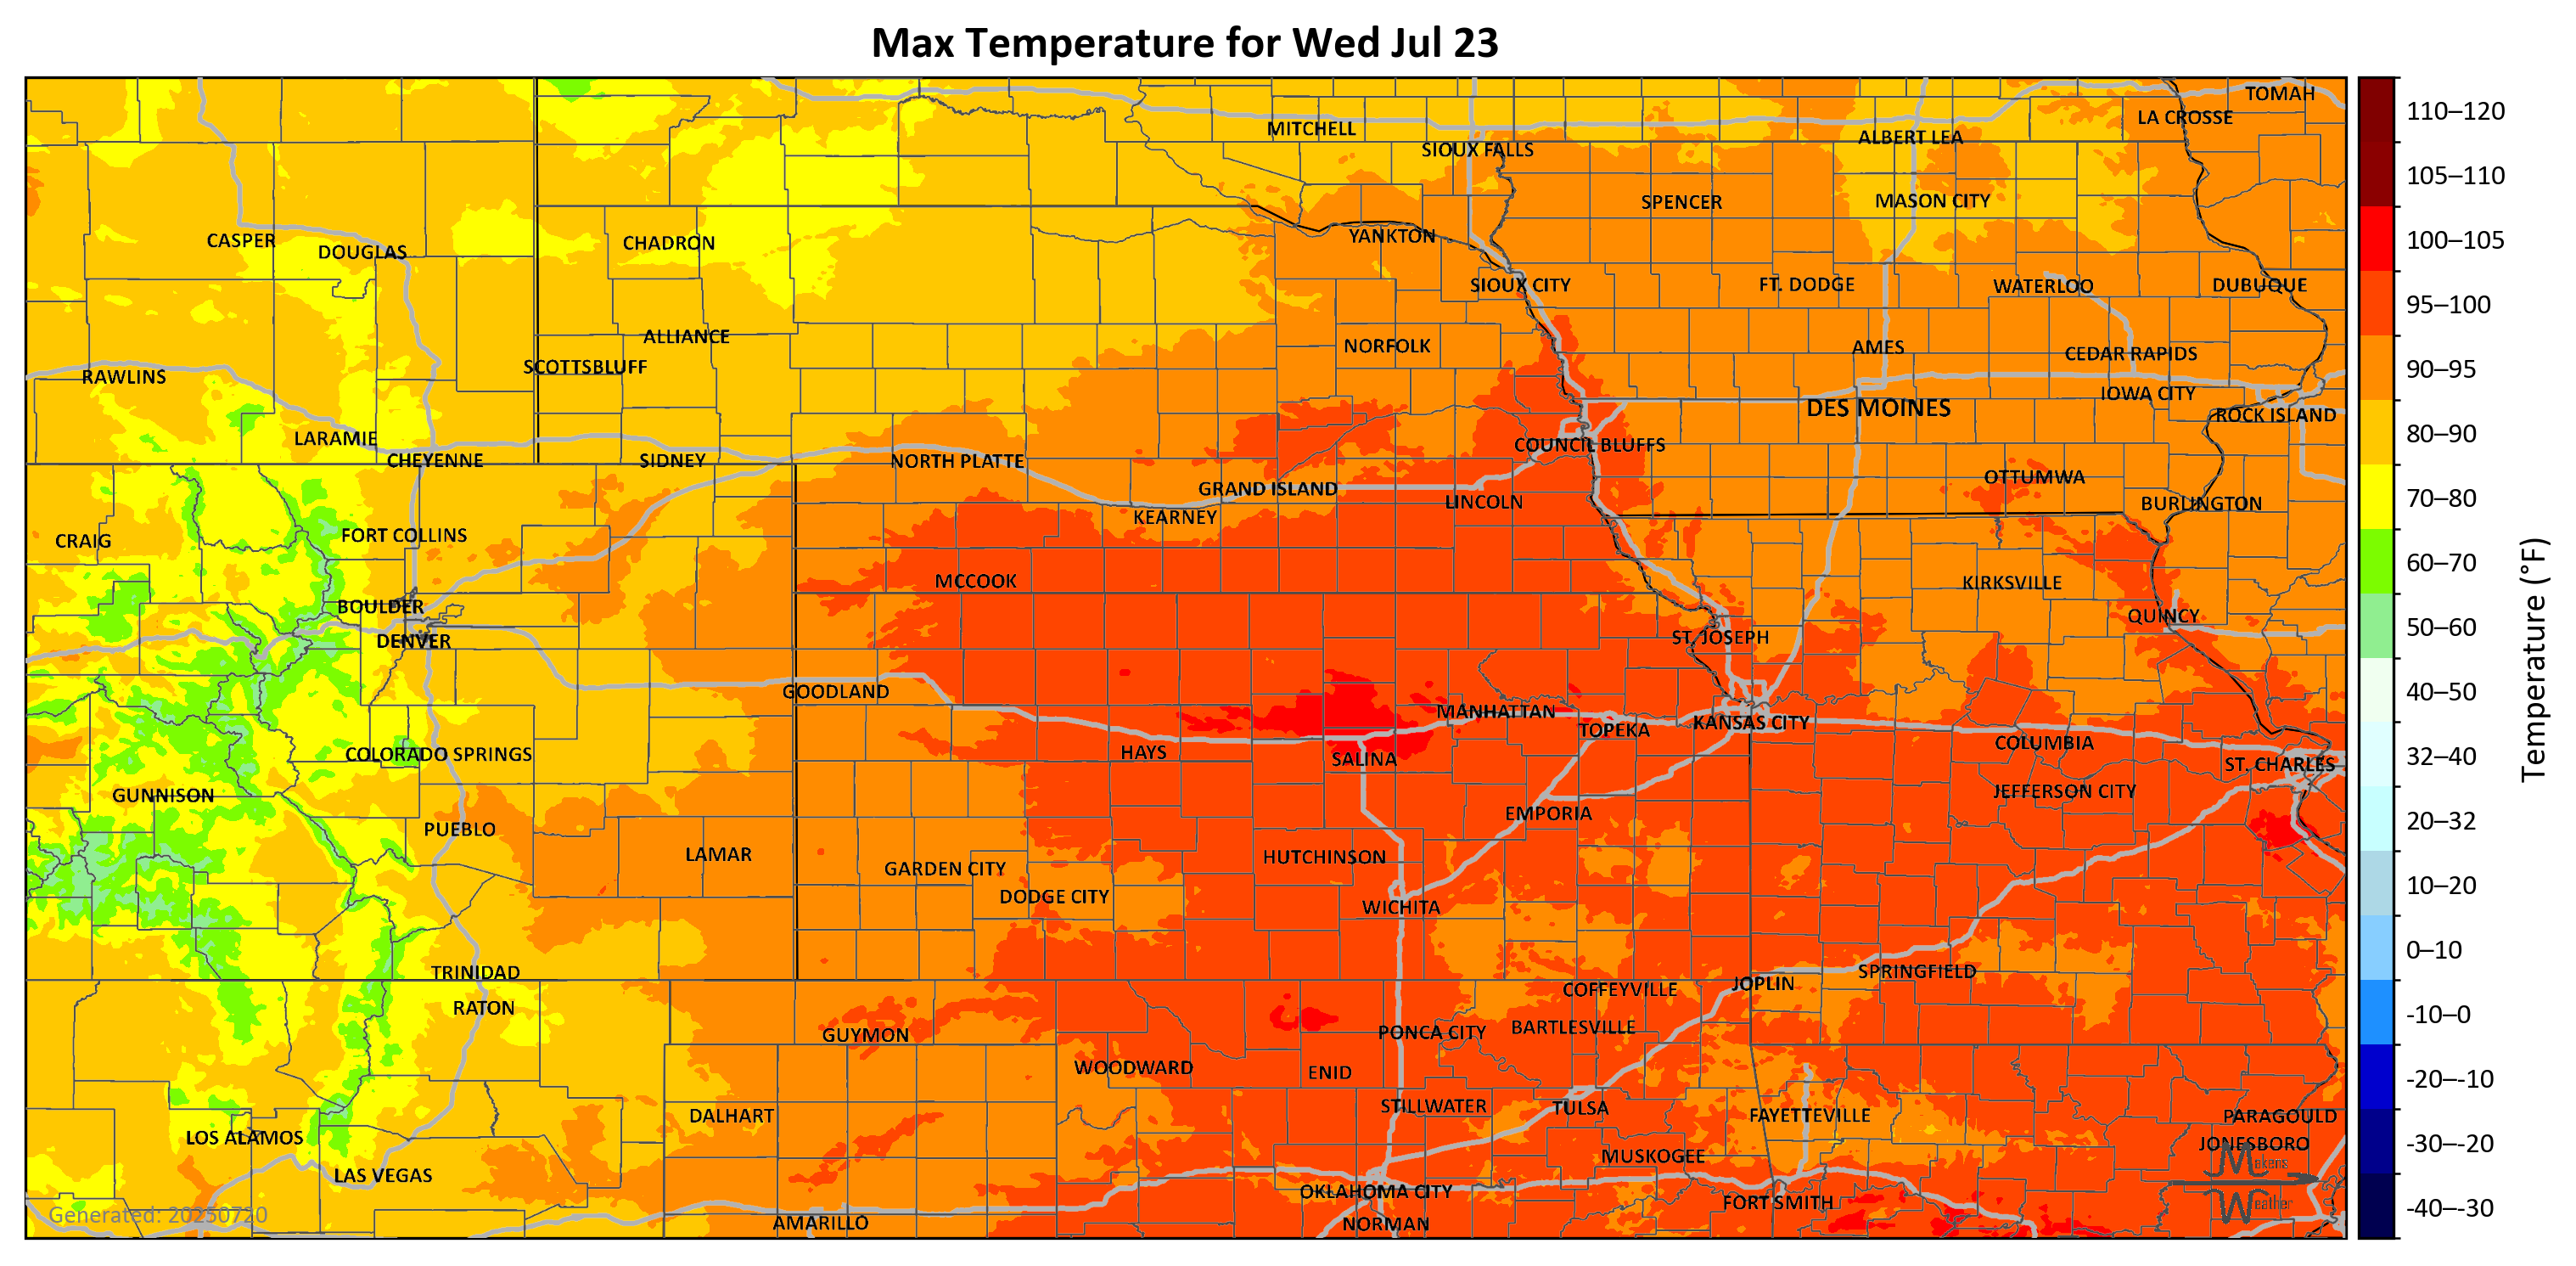 Max Temperature for Wed Jul 23
TOMAH
LA CROSSE
MITCHELL
ALBERT LEA
SIOUX FALLS
SPENCER
MASON CITY
CASPER
DOUGLAS
CHADRON
YANKTON
SIOUX CITY
FT. DODGE
WATERLOO
DUBUQUE
ALLIANCE
NORFOLK
AMES
CEDAR RAPIDS
SCOTTSBLUFF
RAWLINS
IOWA CITY
DES MOINES
ROCK ISLAND
LARAMIE
COUNCIL BLUFFS
CHEYENNE
SIDNEY
NORTH PLATTE
OTTUMWA
GRAND ISLAND
LINCOLN
BURLINGTON
KEARNEY
CRAIG
FORT COLLINS
MCCOOK
KIRKSVILLE
BOULDER
QUINCY
DENVER
ST. JOSEPH
GOODLAND
MANHATTAN
TOPEKA
KANSAS CITY
COLUMBIA
COLORADO SPRINGS
HAYS
SALINA
ST. CHARLES
GUNNISON
JEFFERSON CITY
EMPORIA
PUEBLO
LAMAR
HUTCHINSON
GARDEN CITY
DODGE CITY
WICHITA
TRINIDAD
SPRINGFIELD
JOPLIN
COFFEYVILLE
RATON
GUYMON
PONCA CITY
BARTLESVILLE
WOODWARD
ENID
STILLWATER
TULSA
DALHART
FAYETTEVILLE
PARAGOULD
LOS ALAMOS
JONESBORO
MUSKOGEE
LAS VEGAS
OKLAHOMA CITY
FORT SMITH
AMARILLO
NORMAN
Generated: 20250720
Makens
Weather
110–120
105–110
100–105
95–100
90–95
80–90
70–80
60–70
50–60
40–50
32–40
20–32
10–20
0–10
-10–0
-20–-10
-30–-20
-40–-30
Temperature (°F)